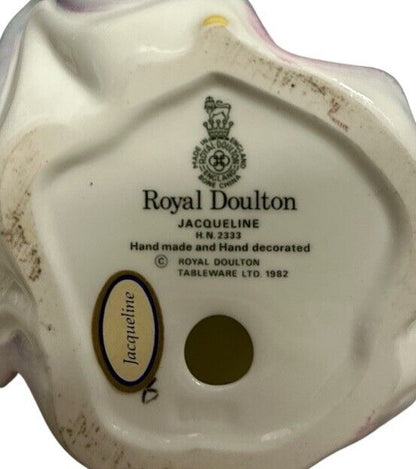 MADE IN ENGLAND
ROYAL DOULTON
ENGLAND
BONE CHINA
Royal Doulton
JACQUELINE
H.N. 2333
Hand made and Hand decorated
© ROYAL DOULTON
TABLEWARE LTD. 1982
Jacqueline